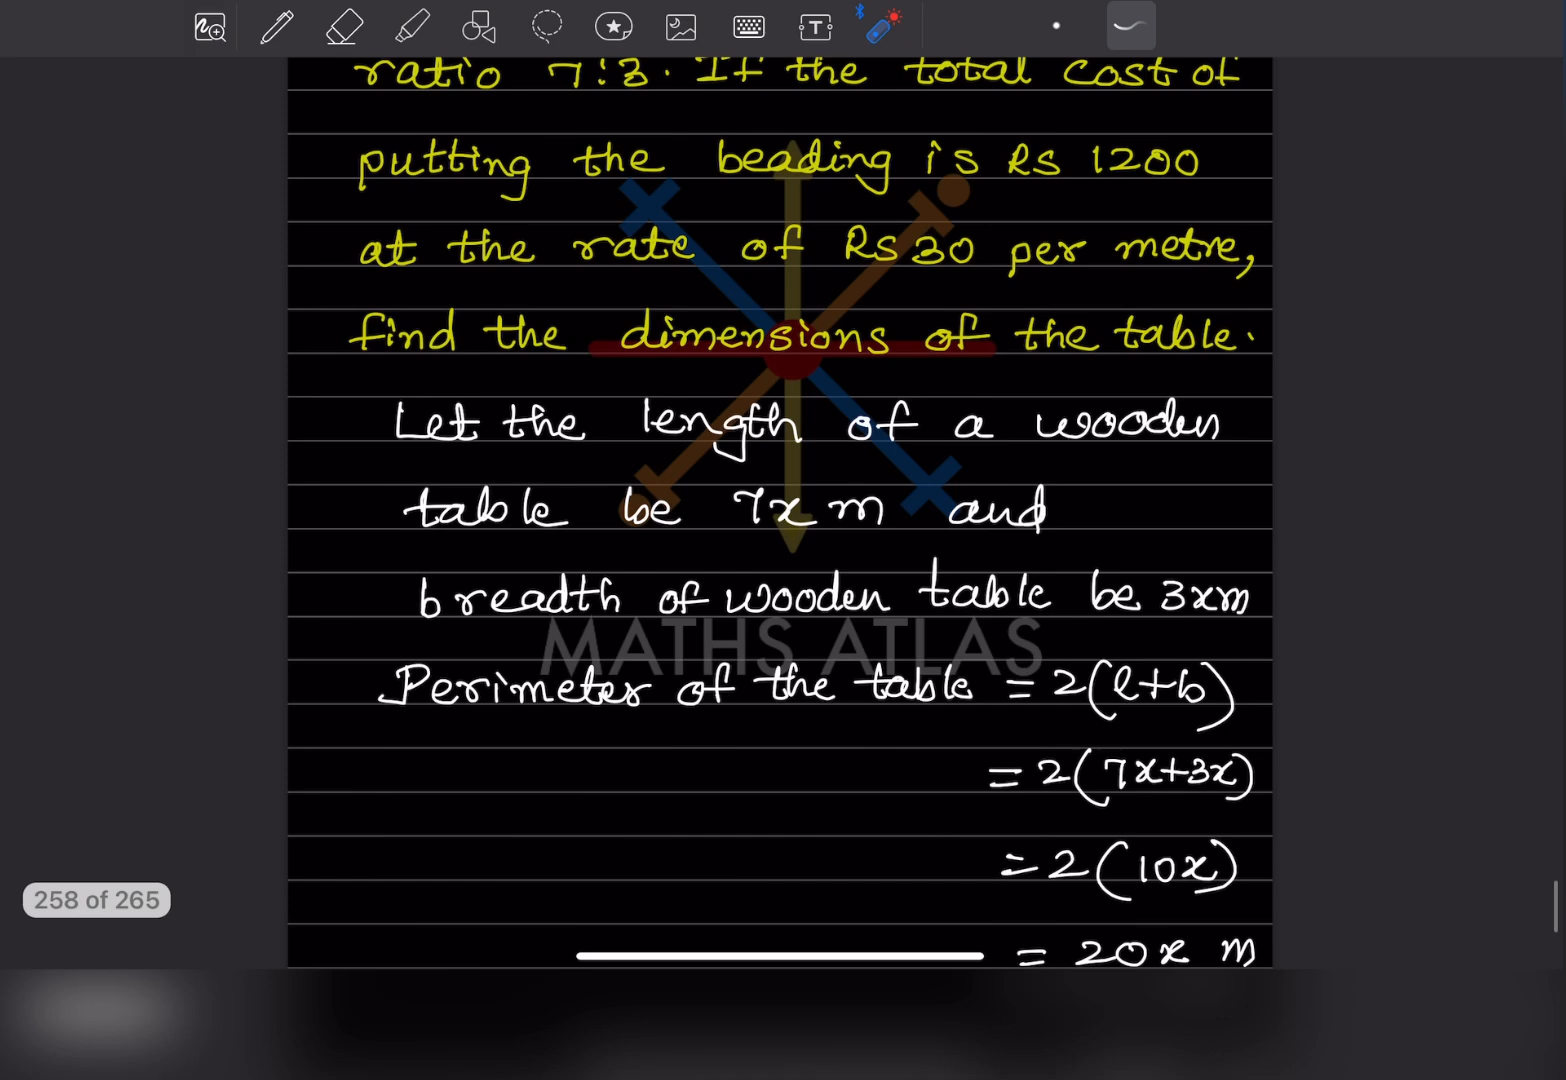 ratio 7:3. If the total cost of
putting the beading is Rs 1200
at the rate of Rs 30 per metre,
find the dimensions of the table.
Let the length of a wooden
table be 7x m and
breadth of wooden table be 3xm
MATHS ATLAS
Perimeter of the table = 2(l+b)
= 2(7x+3x)
= 2(10x)
= 20x m
258 of 265